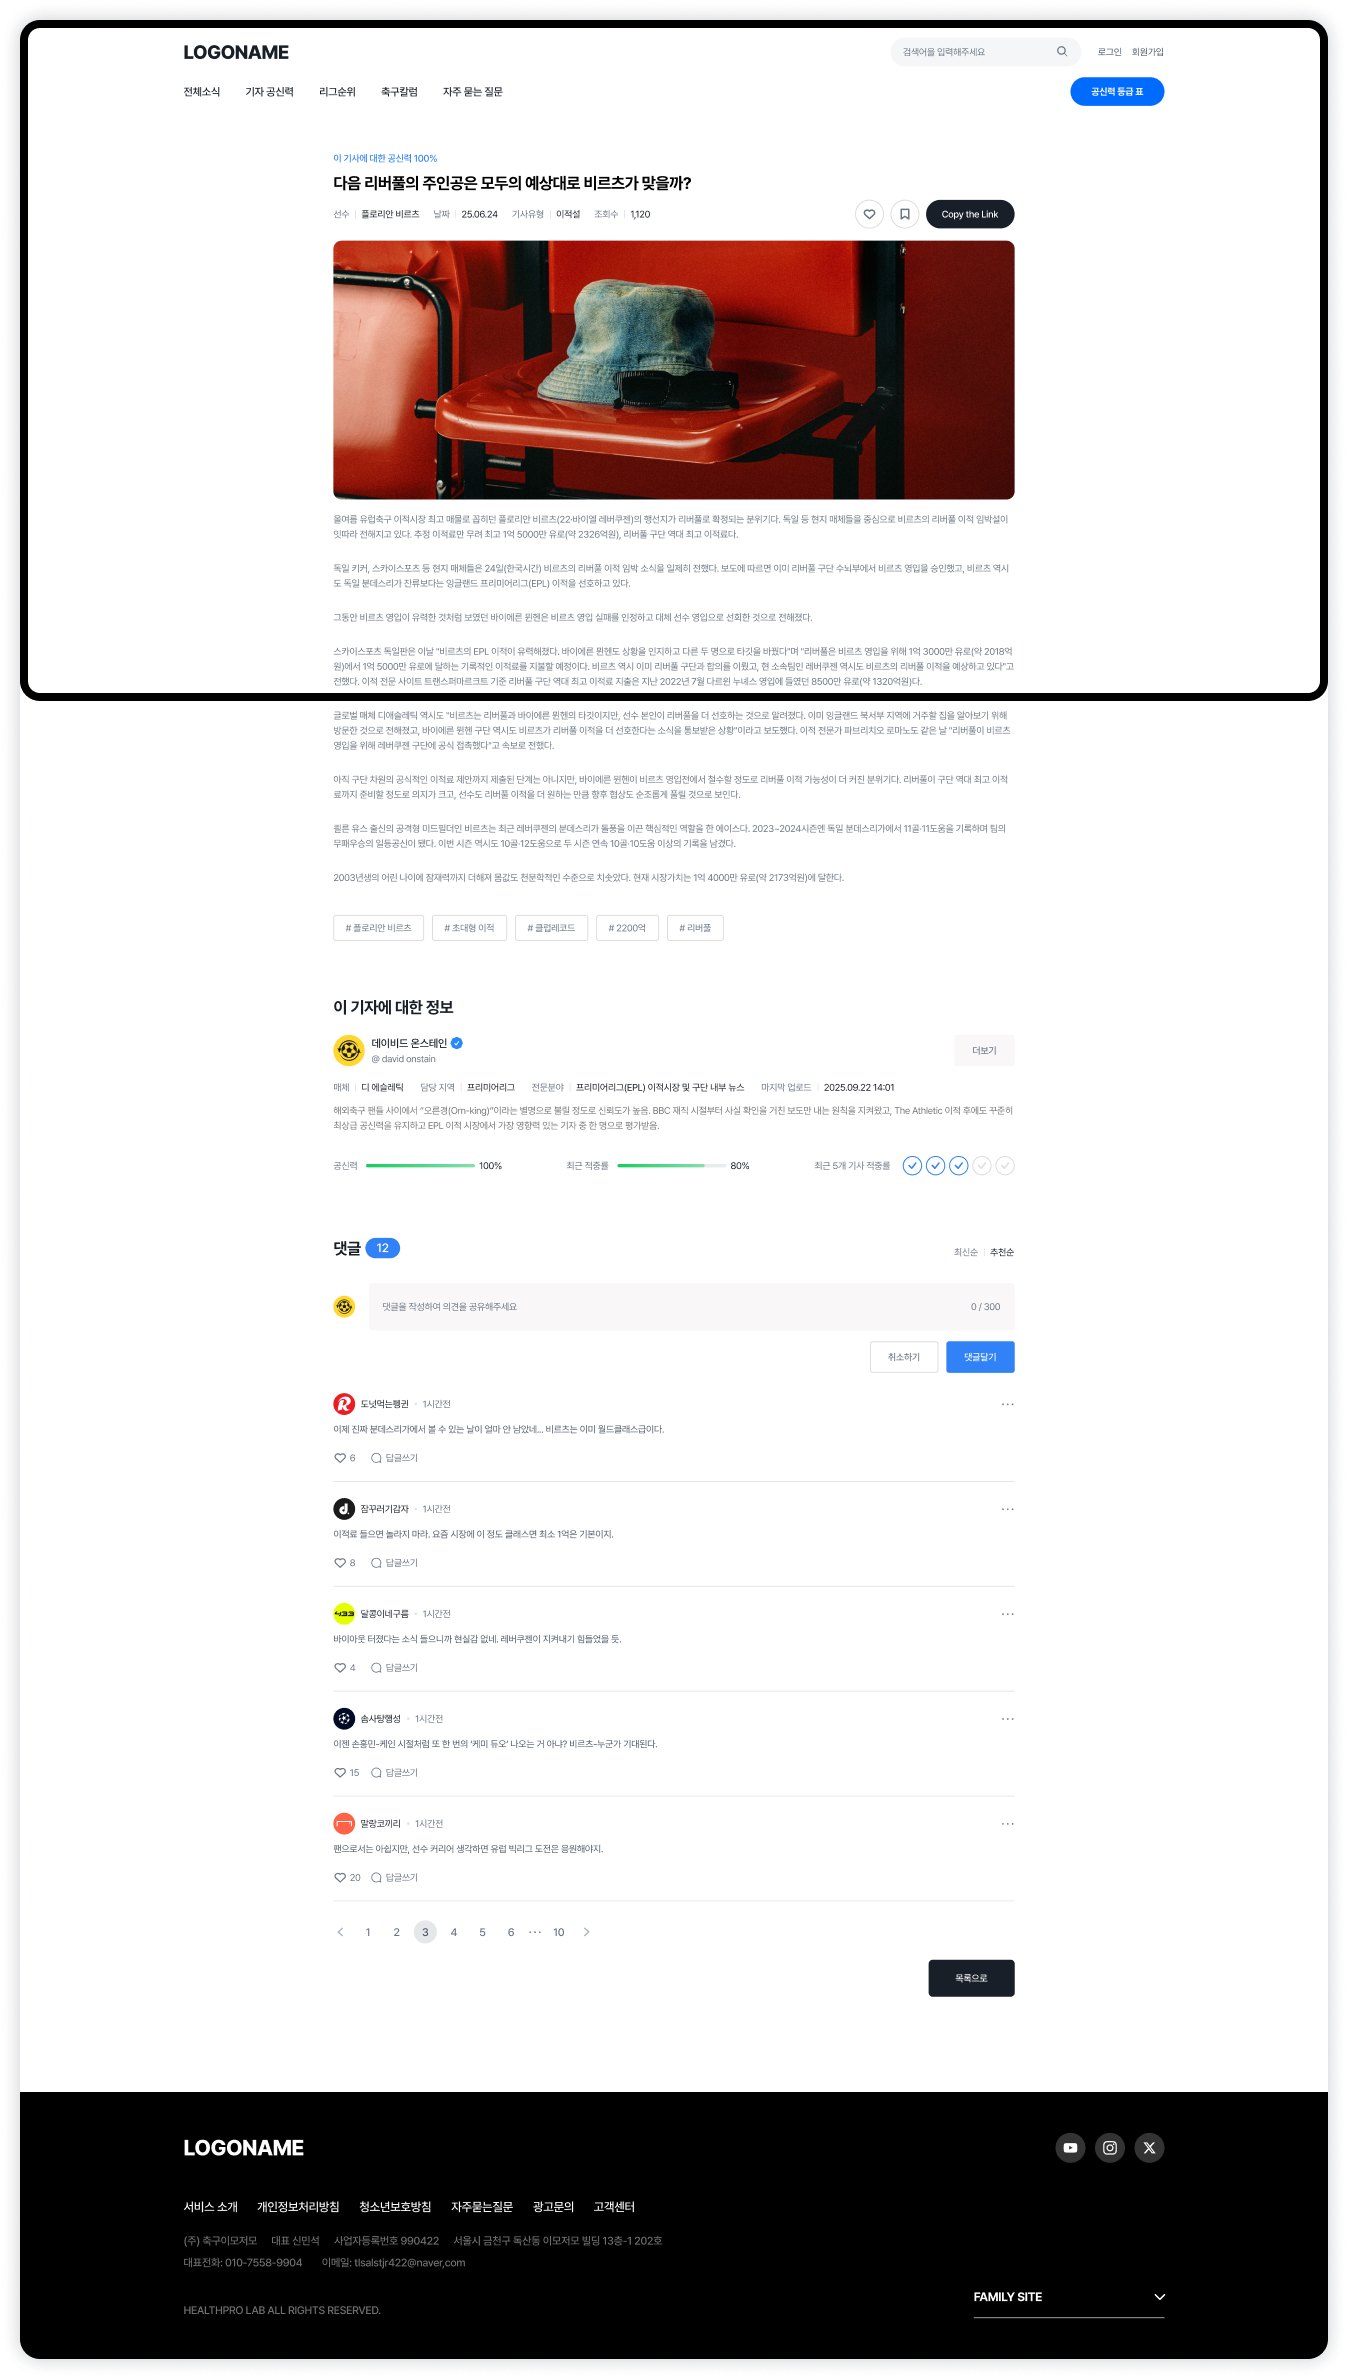 LOGONAME
검색어을 입력해주세요
로그인 회원가입
전체소식 기자 공신력 리그순위 축구칼럼 자주 묻는 질문
공신력 등급 표
이 기사에 대한 공신력 100%
다음 리버풀의 주인공은 모두의 예상대로 비르츠가 맞을까?
선수 플로리안 비르츠 날짜 25.06.24 기사유형 이적설 조회수 1,120
Copy the Link
올여름 유럽축구 이적시장 최고 매물로 꼽히던 플로리안 비르츠(22·바이엘 레버쿠젠)의 행선지가 리버풀로 확정되는 분위기다. 독일 등 현지 매체들을 중심으로 비르츠의 리버풀 이적 임박설이
잇따라 전해지고 있다. 추정 이적료만 무려 최고 1억 5000만 유로(약 2326억원), 리버풀 구단 역대 최고 이적료다.
독일 키커, 스카이스포츠 등 현지 매체들은 24일(한국시간) 비르츠의 리버풀 이적 임박 소식을 일제히 전했다. 보도에 따르면 이미 리버풀 구단 수뇌부에서 비르츠 영입을 승인했고, 비르츠 역시
도 독일 분데스리가 잔류보다는 잉글랜드 프리미어리그(EPL) 이적을 선호하고 있다.
그동안 비르츠 영입이 유력한 것처럼 보였던 바이에른 뮌헨은 비르츠 영입 실패를 인정하고 대체 선수 영입으로 선회한 것으로 전해졌다.
스카이스포츠 독일판은 이날 "비르츠의 EPL 이적이 유력해졌다. 바이에른 뮌헨도 상황을 인지하고 다른 두 명으로 타깃을 바꿨다"며 "리버풀은 비르츠 영입을 위해 1억 3000만 유로(약 2018억
원)에서 1억 5000만 유로에 달하는 기록적인 이적료를 지불할 예정이다. 비르츠 역시 이미 리버풀 구단과 합의를 이뤘고, 현 소속팀인 레버쿠젠 역시도 비르츠의 리버풀 이적을 예상하고 있다"고
전했다. 이적 전문 사이트 트랜스퍼마르크트 기준 리버풀 구단 역대 최고 이적료 지출은 지난 2022년 7월 다르윈 누녜스 영입에 들였던 8500만 유로(약 1320억원)다.
글로벌 매체 디애슬레틱 역시도 "비르츠는 리버풀과 바이에른 뮌헨의 타깃이지만, 선수 본인이 리버풀을 더 선호하는 것으로 알려졌다. 이미 잉글랜드 북서부 지역에 거주할 집을 알아보기 위해
방문한 것으로 전해졌고, 바이에른 뮌헨 구단 역시도 비르츠가 리버풀 이적을 더 선호한다는 소식을 통보받은 상황"이라고 보도했다. 이적 전문가 파브리치오 로마노도 같은 날 "리버풀이 비르츠
영입을 위해 레버쿠젠 구단에 공식 접촉했다"고 속보로 전했다.
아직 구단 차원의 공식적인 이적료 제안까지 제출된 단계는 아니지만, 바이에른 뮌헨이 비르츠 영입전에서 철수할 정도로 리버풀 이적 가능성이 더 커진 분위기다. 리버풀이 구단 역대 최고 이적
료까지 준비할 정도로 의지가 크고, 선수도 리버풀 이적을 더 원하는 만큼 향후 협상도 순조롭게 풀릴 것으로 보인다.
쾰른 유스 출신의 공격형 미드필더인 비르츠는 최근 레버쿠젠의 분데스리가 돌풍을 이끈 핵심적인 역할을 한 에이스다. 2023~2024시즌엔 독일 분데스리가에서 11골·11도움을 기록하며 팀의
무패우승의 일등공신이 됐다. 이번 시즌 역시도 10골·12도움으로 두 시즌 연속 10골·10도움 이상의 기록을 남겼다.
2003년생의 어린 나이에 잠재력까지 더해져 몸값도 천문학적인 수준으로 치솟았다. 현재 시장가치는 1억 4000만 유로(약 2173억원)에 달한다.
# 플로리안 비르츠 # 초대형 이적 # 클럽레코드 # 2200억 # 리버풀
이 기자에 대한 정보
데이비드 온스테인
@ david onstain
더보기
매체 디 에슬레틱 담당 지역 프리미어리그 전문분야 프리미어리그(EPL) 이적시장 및 구단 내부 뉴스 마지막 업로드 2025.09.22 14:01
해외축구 팬들 사이에서 "오른경(Orn-king)"이라는 별명으로 불릴 정도로 신뢰도가 높음. BBC 재직 시절부터 사실 확인을 거친 보도만 내는 원칙을 지켜왔고, The Athletic 이적 후에도 꾸준히
최상급 공신력을 유지하고 EPL 이적 시장에서 가장 영향력 있는 기자 중 한 명으로 평가받음.
공신력 100% 최근 적중률 80% 최근 5개 기사 적중률
댓글 12
최신순 추천순
댓글을 작성하여 의견을 공유해주세요 0 / 300
취소하기 댓글달기
도넛먹는펭귄 · 1시간전
이제 진짜 분데스리가에서 볼 수 있는 날이 얼마 안 남았네... 비르츠는 이미 월드클래스급이다.
6 답글쓰기
잠꾸러기감자 · 1시간전
이적료 들으면 놀라지 마라. 요즘 시장에 이 정도 클래스면 최소 1억은 기본이지.
8 답글쓰기
433
달콩이네구름 · 1시간전
바이아웃 터졌다는 소식 들으니까 현실감 없네. 레버쿠젠이 지켜내기 힘들었을 듯.
4 답글쓰기
솜사탕행성 · 1시간전
이젠 손흥민-케인 시절처럼 또 한 번의 '케미 듀오' 나오는 거 아냐? 비르츠-누군가 기대된다.
15 답글쓰기
말랑코끼리 · 1시간전
팬으로서는 아쉽지만, 선수 커리어 생각하면 유럽 빅리그 도전은 응원해야지.
20 답글쓰기
1 2 3 4 5 6 ··· 10
목록으로
LOGONAME
서비스 소개 개인정보처리방침 청소년보호방침 자주묻는질문 광고문의 고객센터
(주) 축구이모저모 대표 신민석 사업자등록번호 990422 서울시 금천구 독산동 이모저모 빌딩 13층-1 202호
대표전화: 010-7558-9904 이메일: tlsalstjr422@naver,com
FAMILY SITE
HEALTHPRO LAB ALL RIGHTS RESERVED.